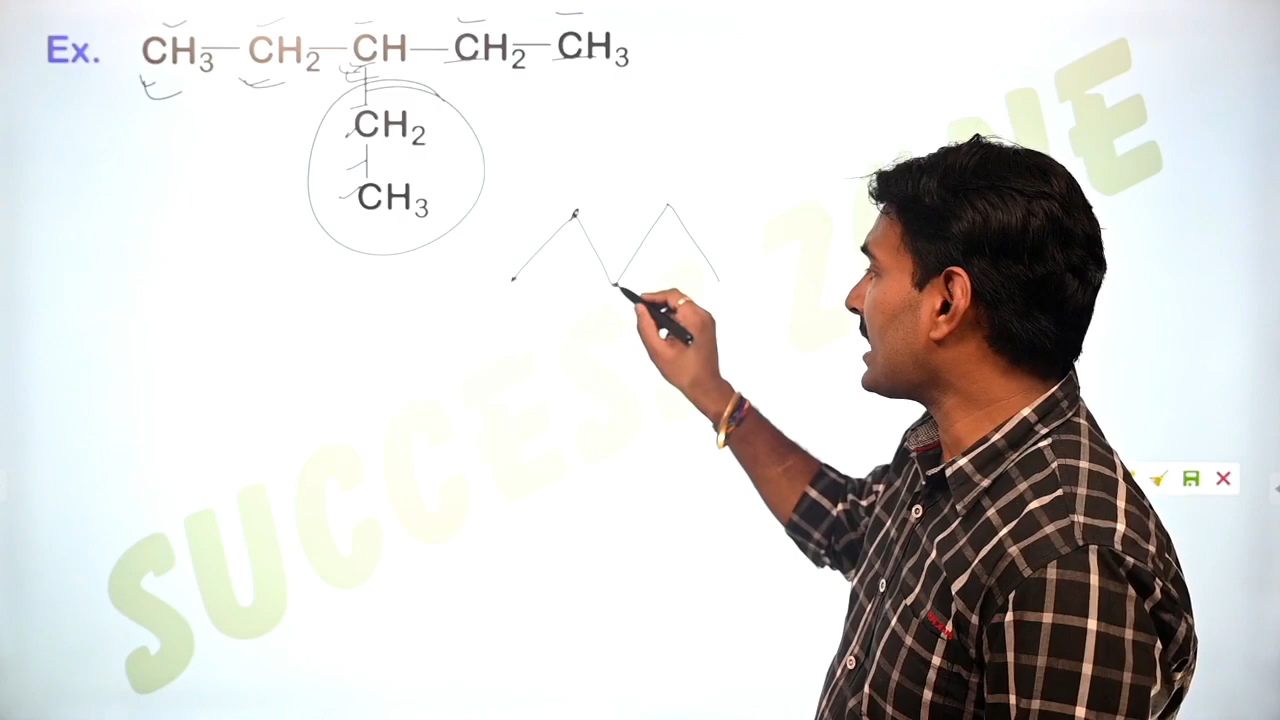 Ex. CH₃—CH₂—CH—CH₂—CH₃
CH₂
CH₃
SUCCESS ZONE